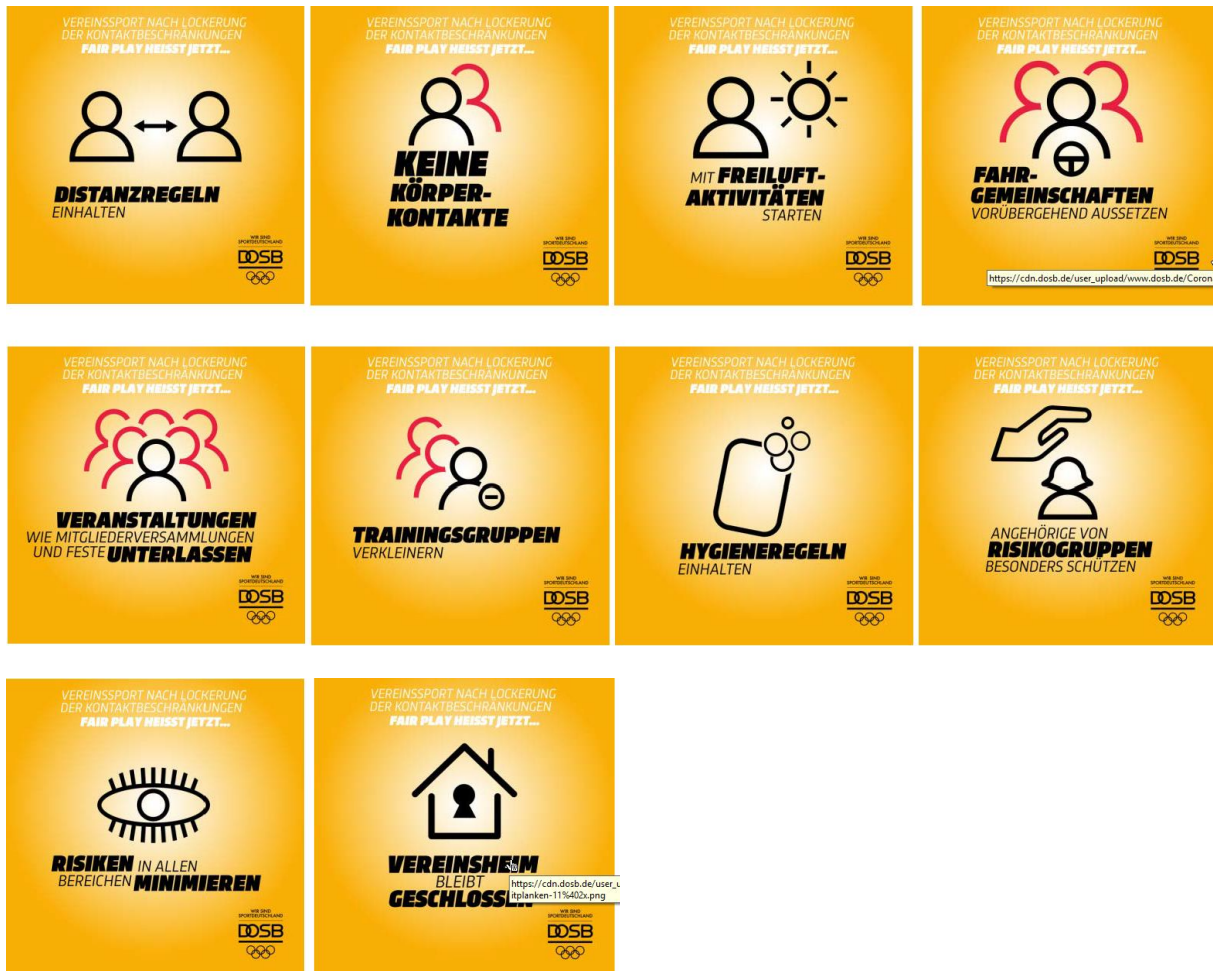 VEREINSSPORT NACH LOCKERUNG
DER KONTAKTBESCHRÄNKUNGEN
FAIR PLAY HEISST JETZT...
DISTANZREGELN
EINHALTEN
WIR SIND
SPORTDEUTSCHLAND
DOSB
VEREINSSPORT NACH LOCKERUNG
DER KONTAKTBESCHRÄNKUNGEN
FAIR PLAY HEISST JETZT...
KEINE
KÖRPER-
KONTAKTE
WIR SIND
SPORTDEUTSCHLAND
DOSB
VEREINSSPORT NACH LOCKERUNG
DER KONTAKTBESCHRÄNKUNGEN
FAIR PLAY HEISST JETZT...
MIT FREILUFT-
AKTIVITÄTEN
STARTEN
WIR SIND
SPORTDEUTSCHLAND
DOSB
VEREINSSPORT NACH LOCKERUNG
DER KONTAKTBESCHRÄNKUNGEN
FAIR PLAY HEISST JETZT...
FAHR-
GEMEINSCHAFTEN
VORÜBERGEHEND AUSSETZEN
WIR SIND
SPORTDEUTSCHLAND
DOSB
https://cdn.dosb.de/user_upload/www.dosb.de/Coron
VEREINSSPORT NACH LOCKERUNG
DER KONTAKTBESCHRÄNKUNGEN
FAIR PLAY HEISST JETZT...
VERANSTALTUNGEN
WIE MITGLIEDERVERSAMMLUNGEN
UND FESTE UNTERLASSEN
WIR SIND
SPORTDEUTSCHLAND
DOSB
VEREINSSPORT NACH LOCKERUNG
DER KONTAKTBESCHRÄNKUNGEN
FAIR PLAY HEISST JETZT...
TRAININGSGRUPPEN
VERKLEINERN
WIR SIND
SPORTDEUTSCHLAND
DOSB
VEREINSSPORT NACH LOCKERUNG
DER KONTAKTBESCHRÄNKUNGEN
FAIR PLAY HEISST JETZT...
HYGIENEREGELN
EINHALTEN
WIR SIND
SPORTDEUTSCHLAND
DOSB
VEREINSSPORT NACH LOCKERUNG
DER KONTAKTBESCHRÄNKUNGEN
FAIR PLAY HEISST JETZT...
ANGEHÖRIGE VON
RISIKOGRUPPEN
BESONDERS SCHÜTZEN
WIR SIND
SPORTDEUTSCHLAND
DOSB
VEREINSSPORT NACH LOCKERUNG
DER KONTAKTBESCHRÄNKUNGEN
FAIR PLAY HEISST JETZT...
RISIKEN IN ALLEN
BEREICHEN MINIMIEREN
WIR SIND
SPORTDEUTSCHLAND
DOSB
VEREINSSPORT NACH LOCKERUNG
DER KONTAKTBESCHRÄNKUNGEN
FAIR PLAY HEISST JETZT...
VEREINSHEIM
BLEIBT
GESCHLOSSEN
https://cdn.dosb.de/user_u
itplanken-11%402x.png
WIR SIND
SPORTDEUTSCHLAND
DOSB